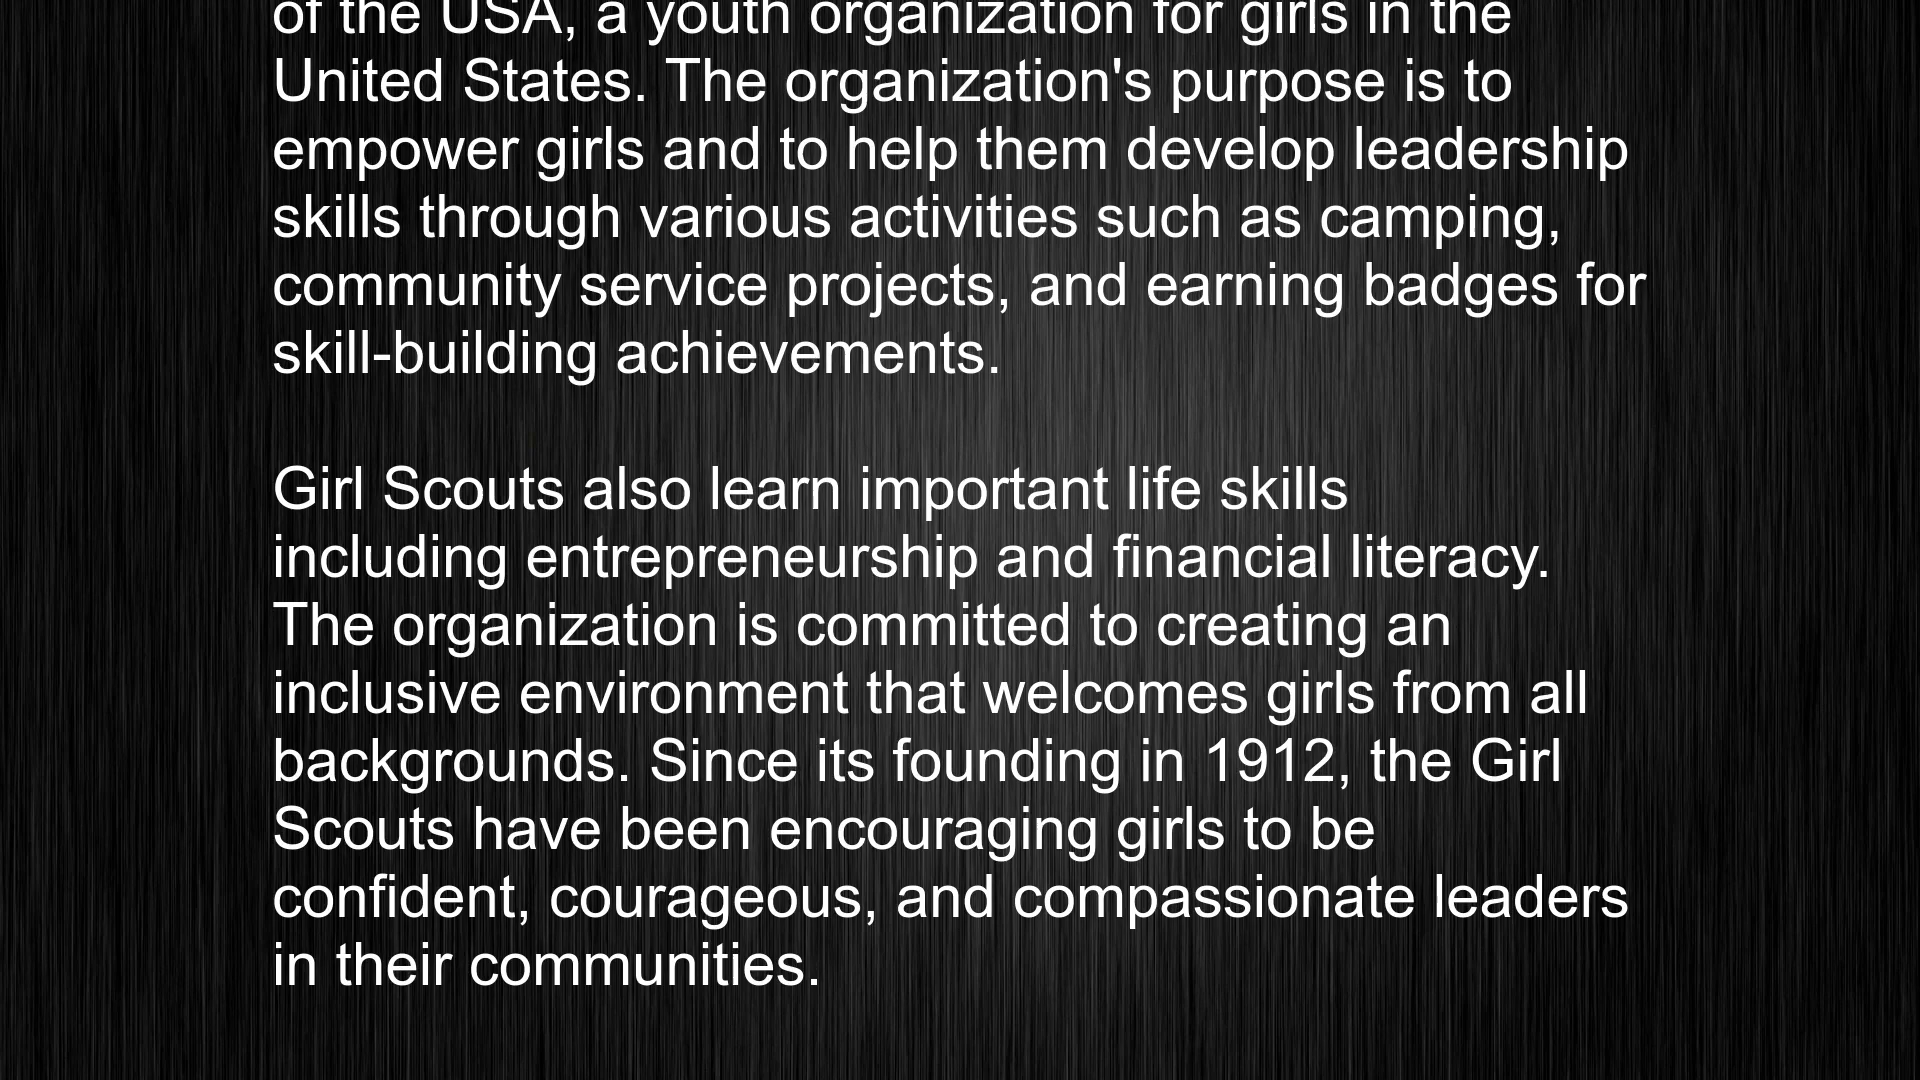 of the USA, a youth organization for girls in the
United States. The organization's purpose is to
empower girls and to help them develop leadership
skills through various activities such as camping,
community service projects, and earning badges for
skill-building achievements.
Girl Scouts also learn important life skills
including entrepreneurship and financial literacy.
The organization is committed to creating an
inclusive environment that welcomes girls from all
backgrounds. Since its founding in 1912, the Girl
Scouts have been encouraging girls to be
confident, courageous, and compassionate leaders
in their communities.